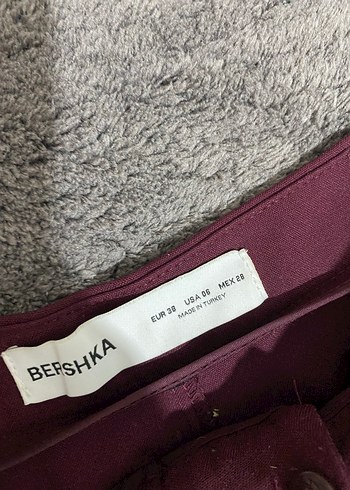 BERSHKA
EUR 38 USA 06 MEX 28
MADE IN TURKEY